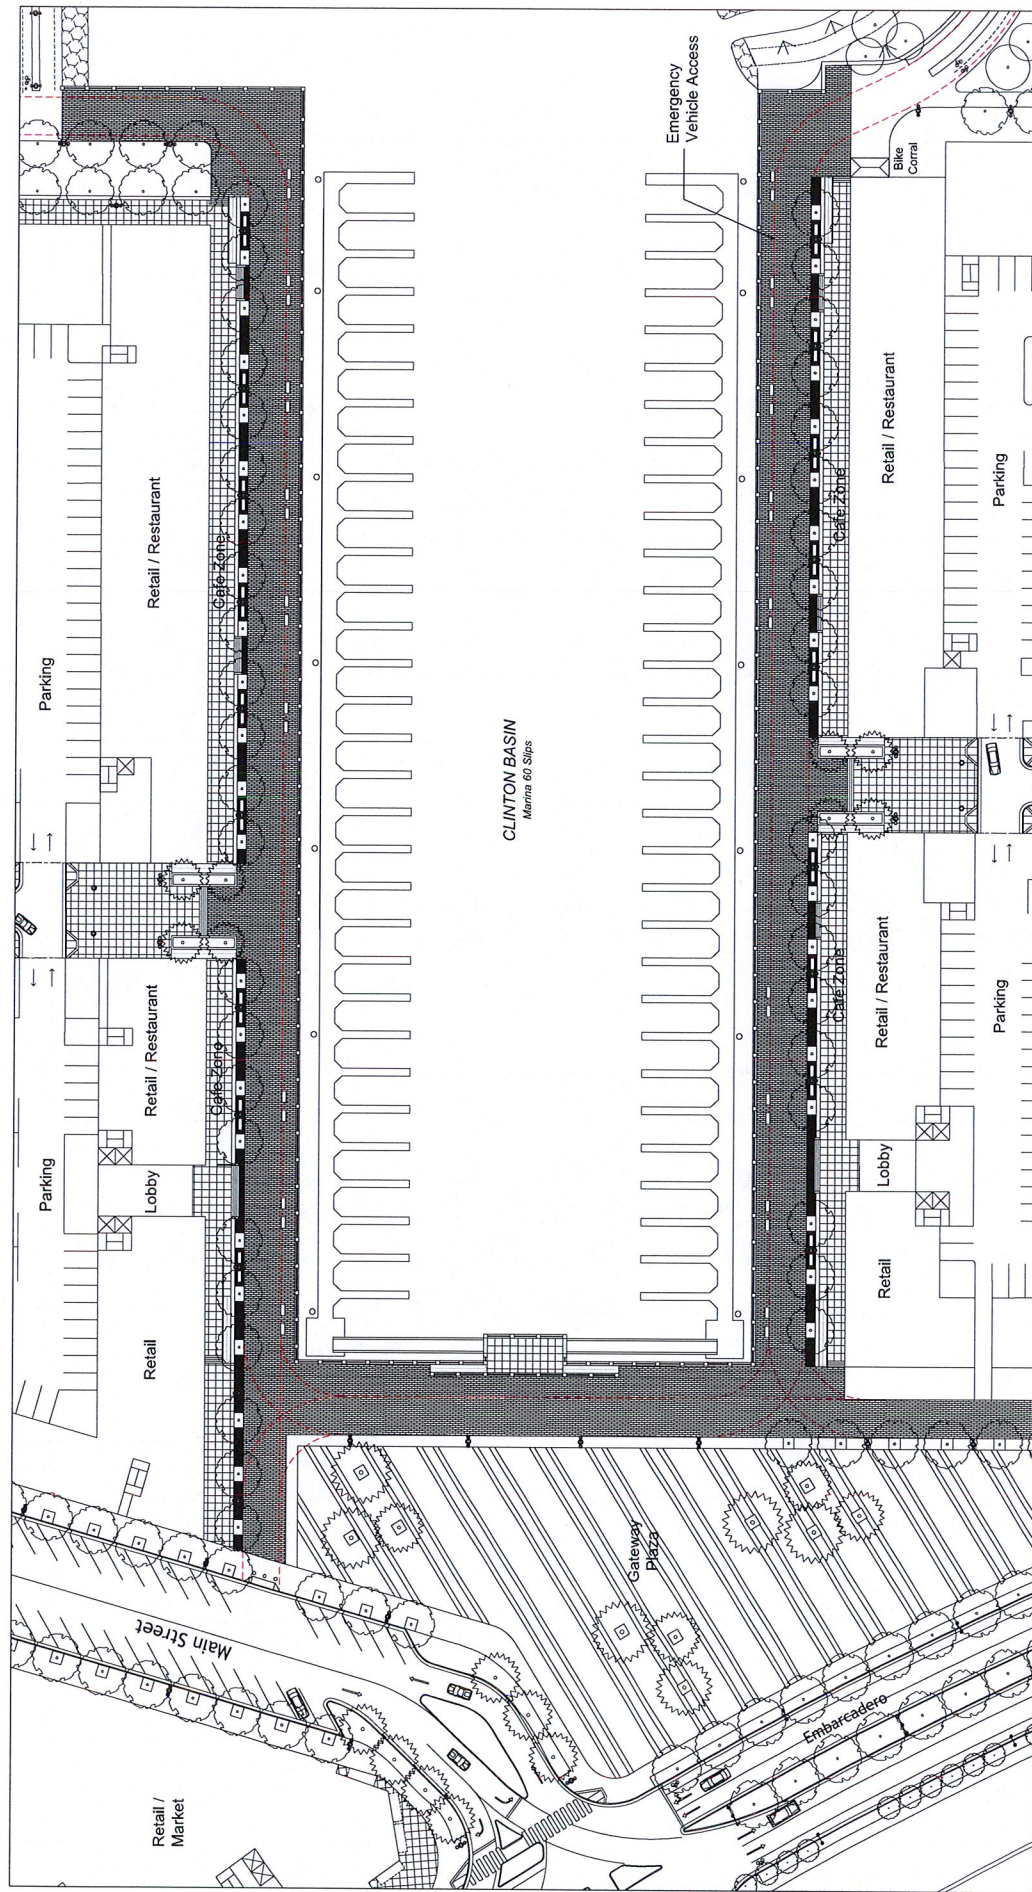 Parking
Retail / Restaurant
Cafe Zone
Parking
Retail / Restaurant
Cafe Zone
Lobby
Retail
Main Street
Retail /
Market
CLINTON BASIN
Marina 60 Slips
Gateway
Plaza
Embarcadero
Emergency
Vehicle Access
Bike
Corral
Cafe Zone
Retail / Restaurant
Parking
Cafe Zone
Retail / Restaurant
Parking
Lobby
Retail